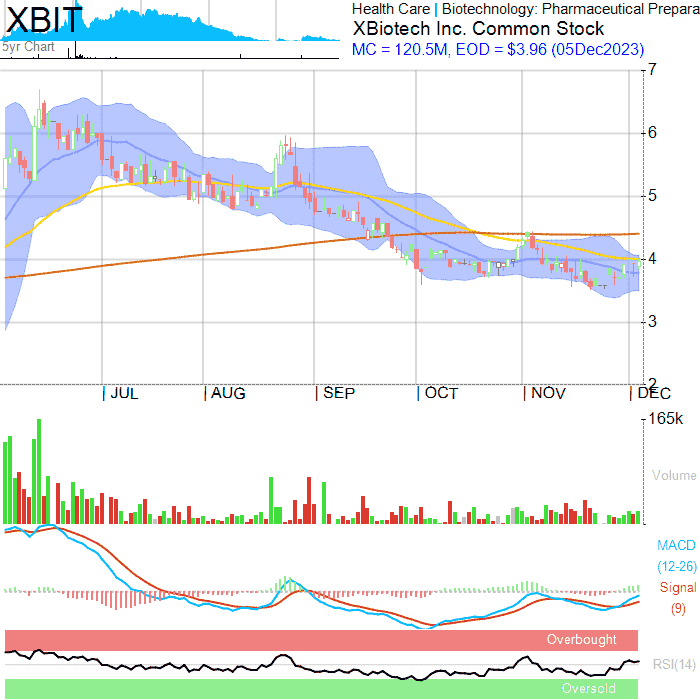 XBIT
5yr Chart
Health Care | Biotechnology: Pharmaceutical Prepara
XBiotech Inc. Common Stock
MC = 120.5M, EOD = $3.96 (05Dec2023)
7
6
5
4
3
2
JUL
AUG
SEP
OCT
NOV
DEC
165k
Volume
MACD
(12-26)
Signal
(9)
Overbought
RSI(14)
Oversold